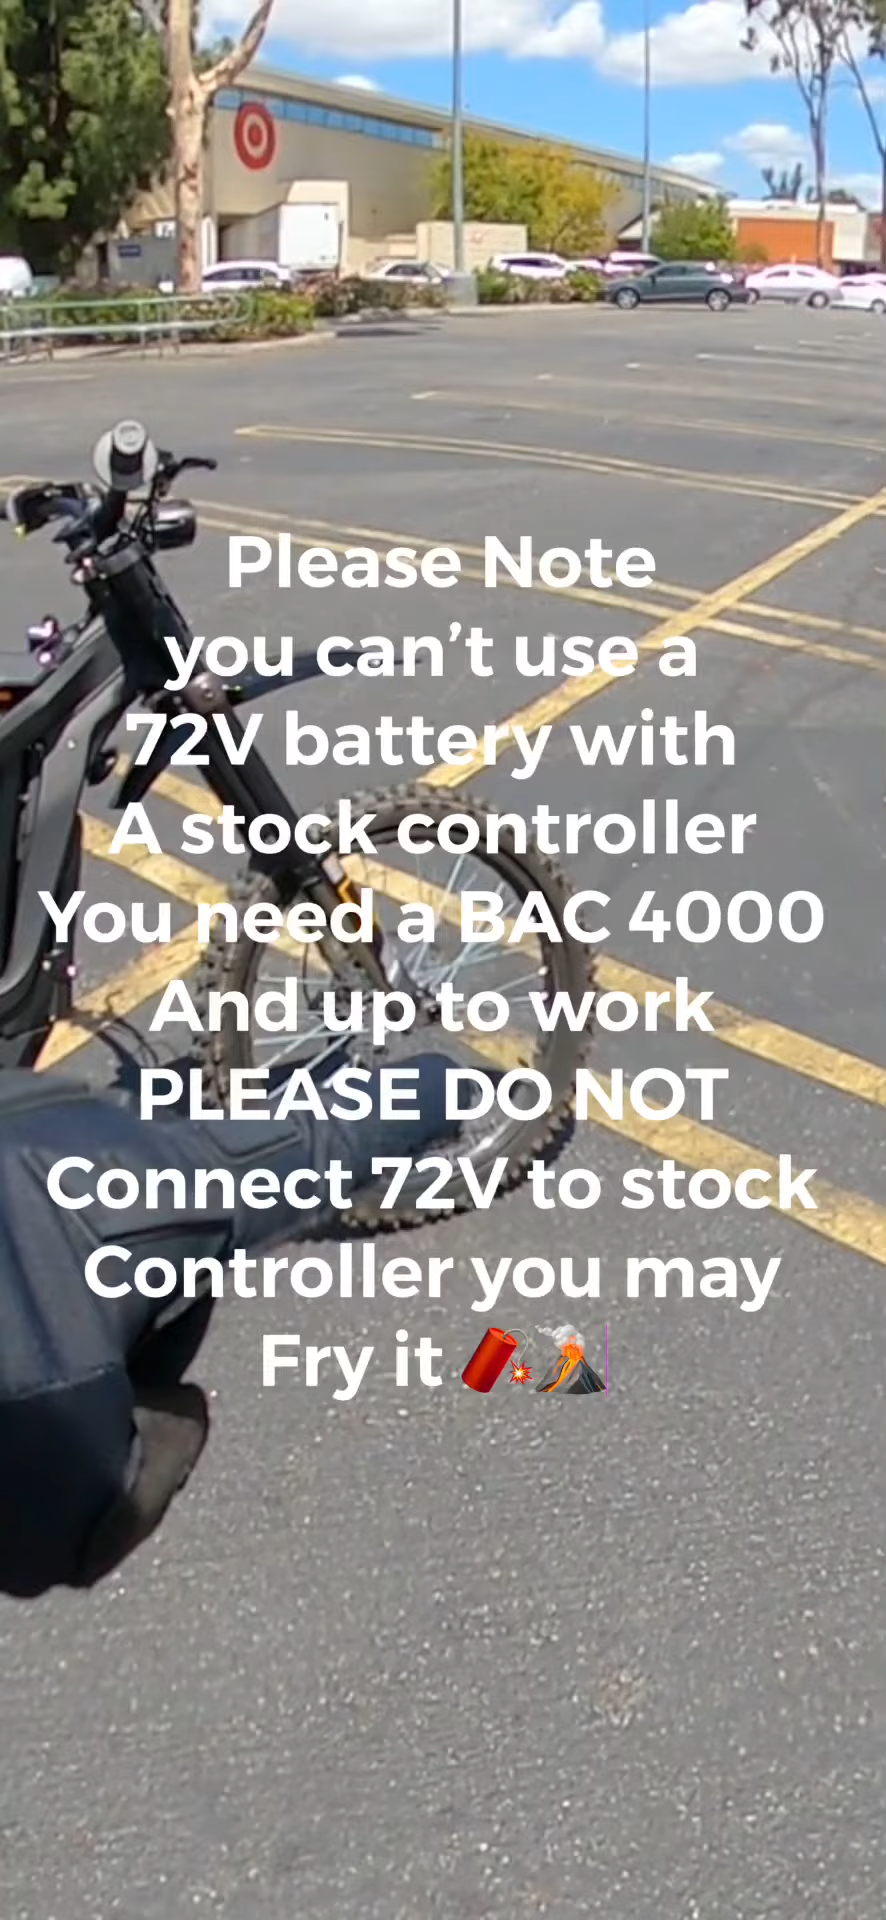 Please Note
you can’t use a
72V battery with
A stock controller
You need a BAC 4000
And up to work
PLEASE DO NOT
Connect 72V to stock
Controller you may
Fry it 🧨🌋